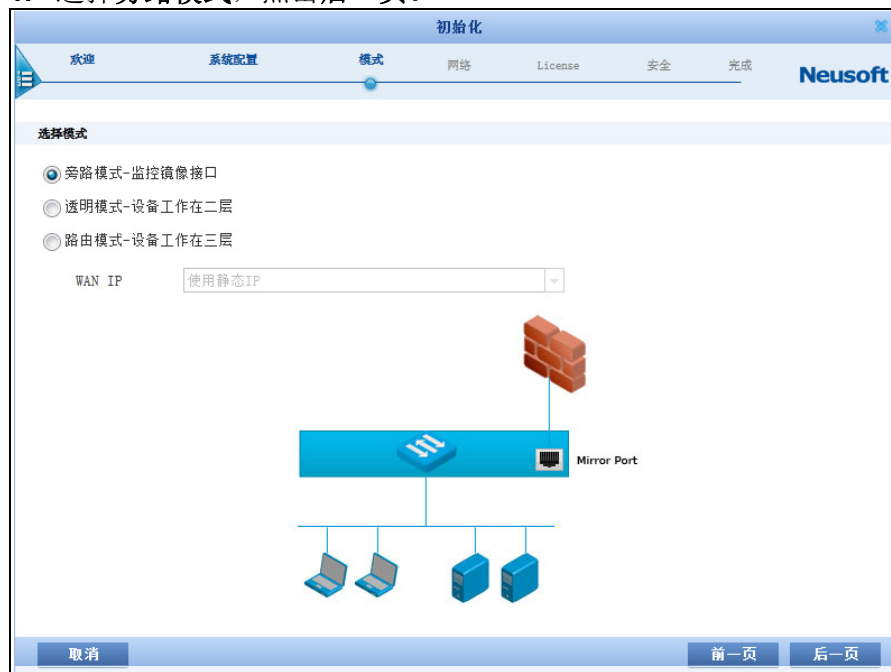 初始化
欢迎 系统配置 模式 网络 License 安全 完成
Neusoft
选择模式
旁路模式-监控镜像接口
透明模式-设备工作在二层
路由模式-设备工作在三层
WAN IP 使用静态IP
Mirror Port
取消 前一页 后一页